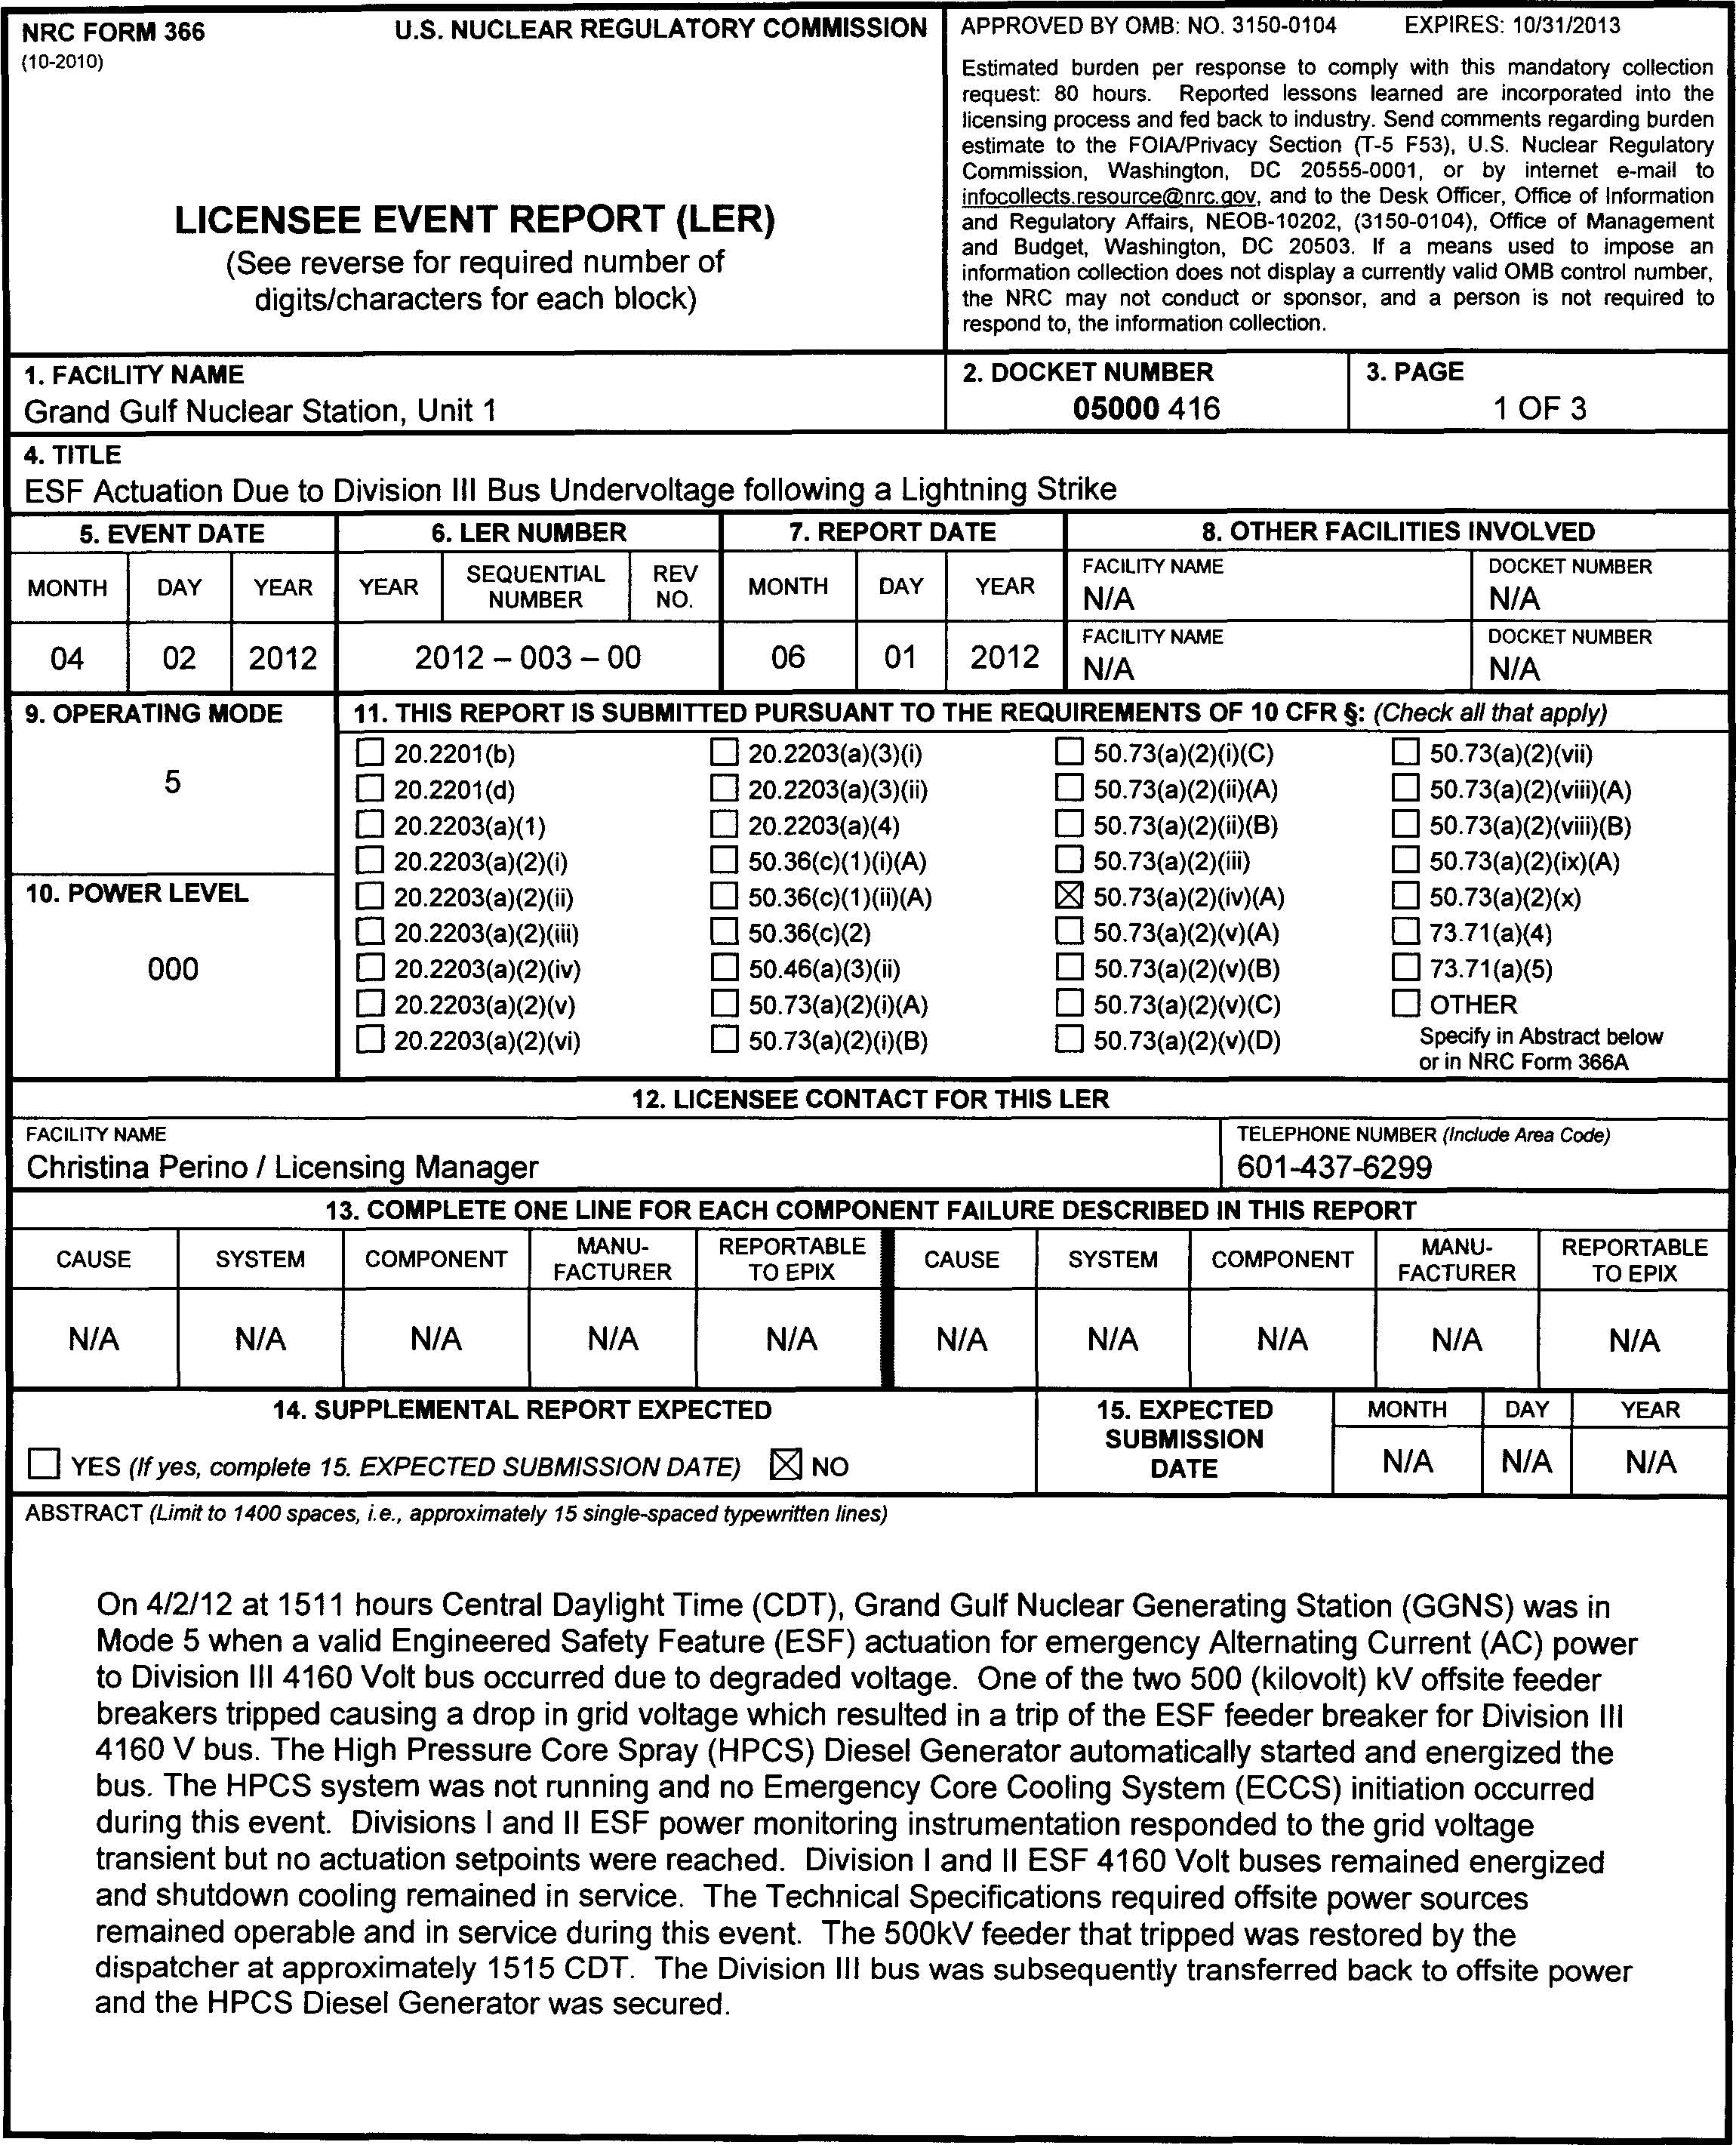 NRC FORM 366
(10-2010)
U.S. NUCLEAR REGULATORY COMMISSION
LICENSEE EVENT REPORT (LER)
(See reverse for required number of
digits/characters for each block)
APPROVED BY OMB: NO. 3150-0104 EXPIRES: 10/31/2013
Estimated burden per response to comply with this mandatory collection
request: 80 hours. Reported lessons learned are incorporated into the
licensing process and fed back to industry. Send comments regarding burden
estimate to the FOIA/Privacy Section (T-5 F53), U.S. Nuclear Regulatory
Commission, Washington, DC 20555-0001, or by internet e-mail to
infocollects.resource@nrc.gov, and to the Desk Officer, Office of Information
and Regulatory Affairs, NEOB-10202, (3150-0104), Office of Management
and Budget, Washington, DC 20503. If a means used to impose an
information collection does not display a currently valid OMB control number,
the NRC may not conduct or sponsor, and a person is not required to
respond to, the information collection.
1. FACILITY NAME
Grand Gulf Nuclear Station, Unit 1
2. DOCKET NUMBER
05000 416
3. PAGE
1 OF 3
4. TITLE
ESF Actuation Due to Division III Bus Undervoltage following a Lightning Strike
5. EVENT DATE 6. LER NUMBER 7. REPORT DATE 8. OTHER FACILITIES INVOLVED
MONTH DAY YEAR YEAR SEQUENTIAL NUMBER REV NO. MONTH DAY YEAR
FACILITY NAME DOCKET NUMBER
N/A N/A
04 02 2012 2012 – 003 – 00 06 01 2012
FACILITY NAME DOCKET NUMBER
N/A N/A
9. OPERATING MODE
5
10. POWER LEVEL
000
11. THIS REPORT IS SUBMITTED PURSUANT TO THE REQUIREMENTS OF 10 CFR §: (Check all that apply)
☐ 20.2201(b) ☐ 20.2203(a)(3)(i) ☐ 50.73(a)(2)(i)(C) ☐ 50.73(a)(2)(vii)
☐ 20.2201(d) ☐ 20.2203(a)(3)(ii) ☐ 50.73(a)(2)(ii)(A) ☐ 50.73(a)(2)(viii)(A)
☐ 20.2203(a)(1) ☐ 20.2203(a)(4) ☐ 50.73(a)(2)(ii)(B) ☐ 50.73(a)(2)(viii)(B)
☐ 20.2203(a)(2)(i) ☐ 50.36(c)(1)(i)(A) ☐ 50.73(a)(2)(iii) ☐ 50.73(a)(2)(ix)(A)
☐ 20.2203(a)(2)(ii) ☐ 50.36(c)(1)(ii)(A) ☒ 50.73(a)(2)(iv)(A) ☐ 50.73(a)(2)(x)
☐ 20.2203(a)(2)(iii) ☐ 50.36(c)(2) ☐ 50.73(a)(2)(v)(A) ☐ 73.71(a)(4)
☐ 20.2203(a)(2)(iv) ☐ 50.46(a)(3)(ii) ☐ 50.73(a)(2)(v)(B) ☐ 73.71(a)(5)
☐ 20.2203(a)(2)(v) ☐ 50.73(a)(2)(i)(A) ☐ 50.73(a)(2)(v)(C) ☐ OTHER
☐ 20.2203(a)(2)(vi) ☐ 50.73(a)(2)(i)(B) ☐ 50.73(a)(2)(v)(D) Specify in Abstract below
or in NRC Form 366A
12. LICENSEE CONTACT FOR THIS LER
FACILITY NAME
Christina Perino / Licensing Manager
TELEPHONE NUMBER (Include Area Code)
601-437-6299
13. COMPLETE ONE LINE FOR EACH COMPONENT FAILURE DESCRIBED IN THIS REPORT
CAUSE SYSTEM COMPONENT MANU-FACTURER REPORTABLE TO EPIX CAUSE SYSTEM COMPONENT MANU-FACTURER REPORTABLE TO EPIX
N/A N/A N/A N/A N/A N/A N/A N/A N/A N/A
14. SUPPLEMENTAL REPORT EXPECTED
☐ YES (If yes, complete 15. EXPECTED SUBMISSION DATE) ☒ NO
15. EXPECTED
SUBMISSION
DATE
MONTH DAY YEAR
N/A N/A N/A
ABSTRACT (Limit to 1400 spaces, i.e., approximately 15 single-spaced typewritten lines)
On 4/2/12 at 1511 hours Central Daylight Time (CDT), Grand Gulf Nuclear Generating Station (GGNS) was in
Mode 5 when a valid Engineered Safety Feature (ESF) actuation for emergency Alternating Current (AC) power
to Division III 4160 Volt bus occurred due to degraded voltage. One of the two 500 (kilovolt) kV offsite feeder
breakers tripped causing a drop in grid voltage which resulted in a trip of the ESF feeder breaker for Division III
4160 V bus. The High Pressure Core Spray (HPCS) Diesel Generator automatically started and energized the
bus. The HPCS system was not running and no Emergency Core Cooling System (ECCS) initiation occurred
during this event. Divisions I and II ESF power monitoring instrumentation responded to the grid voltage
transient but no actuation setpoints were reached. Division I and II ESF 4160 Volt buses remained energized
and shutdown cooling remained in service. The Technical Specifications required offsite power sources
remained operable and in service during this event. The 500kV feeder that tripped was restored by the
dispatcher at approximately 1515 CDT. The Division III bus was subsequently transferred back to offsite power
and the HPCS Diesel Generator was secured.